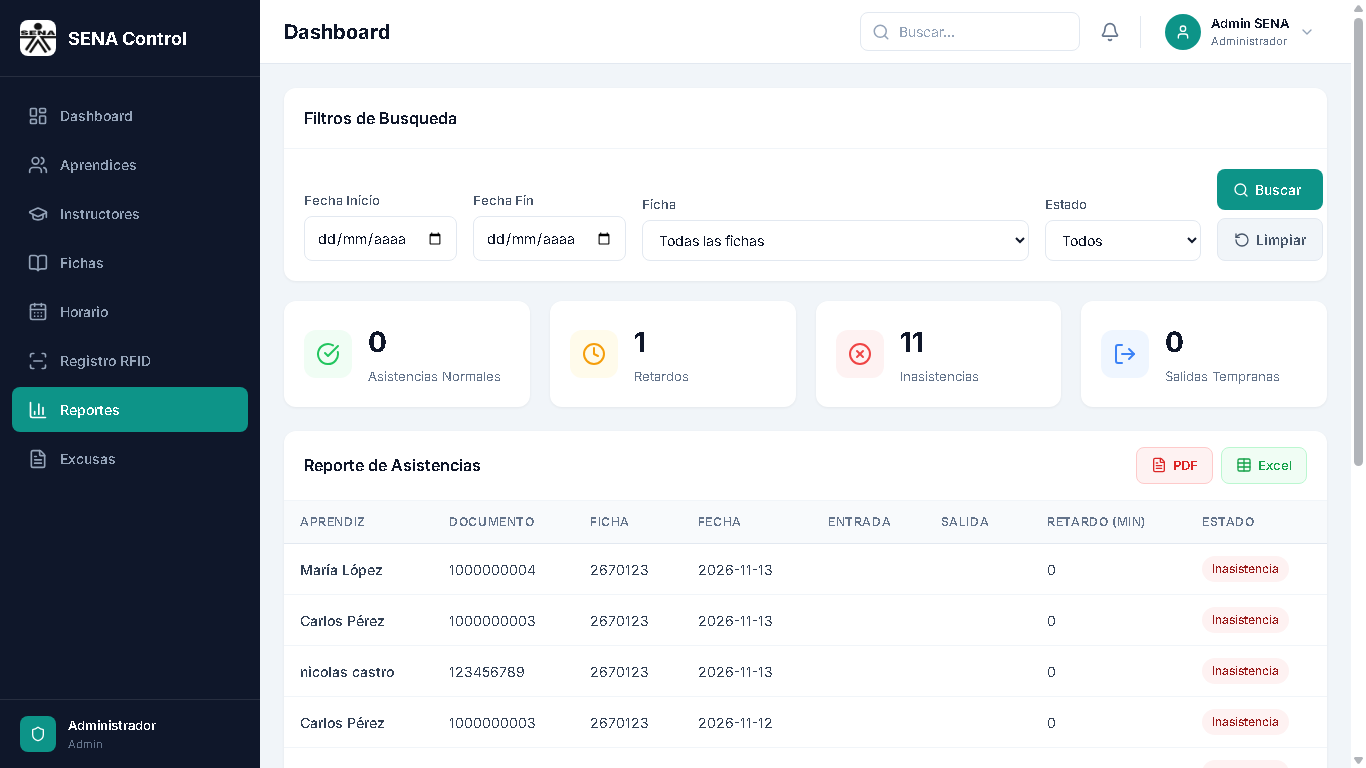 SENA
SENA Control
Dashboard
Buscar...
Admin SENA
Administrador
Dashboard
Aprendices
Instructores
Fichas
Horario
Registro RFID
Reportes
Excusas
Administrador
Admin
Filtros de Busqueda
Fecha Inicio
Fecha Fin
Ficha
Estado
dd/mm/aaaa
dd/mm/aaaa
Todas las fichas
Todos
Buscar
Limpiar
0
Asistencias Normales
1
Retardos
11
Inasistencias
0
Salidas Tempranas
Reporte de Asistencias
PDF
Excel
APRENDIZ DOCUMENTO FICHA FECHA ENTRADA SALIDA RETARDO (MIN) ESTADO
María López 1000000004 2670123 2026-11-13 0 Inasistencia
Carlos Pérez 1000000003 2670123 2026-11-13 0 Inasistencia
nicolas castro 123456789 2670123 2026-11-13 0 Inasistencia
Carlos Pérez 1000000003 2670123 2026-11-12 0 Inasistencia